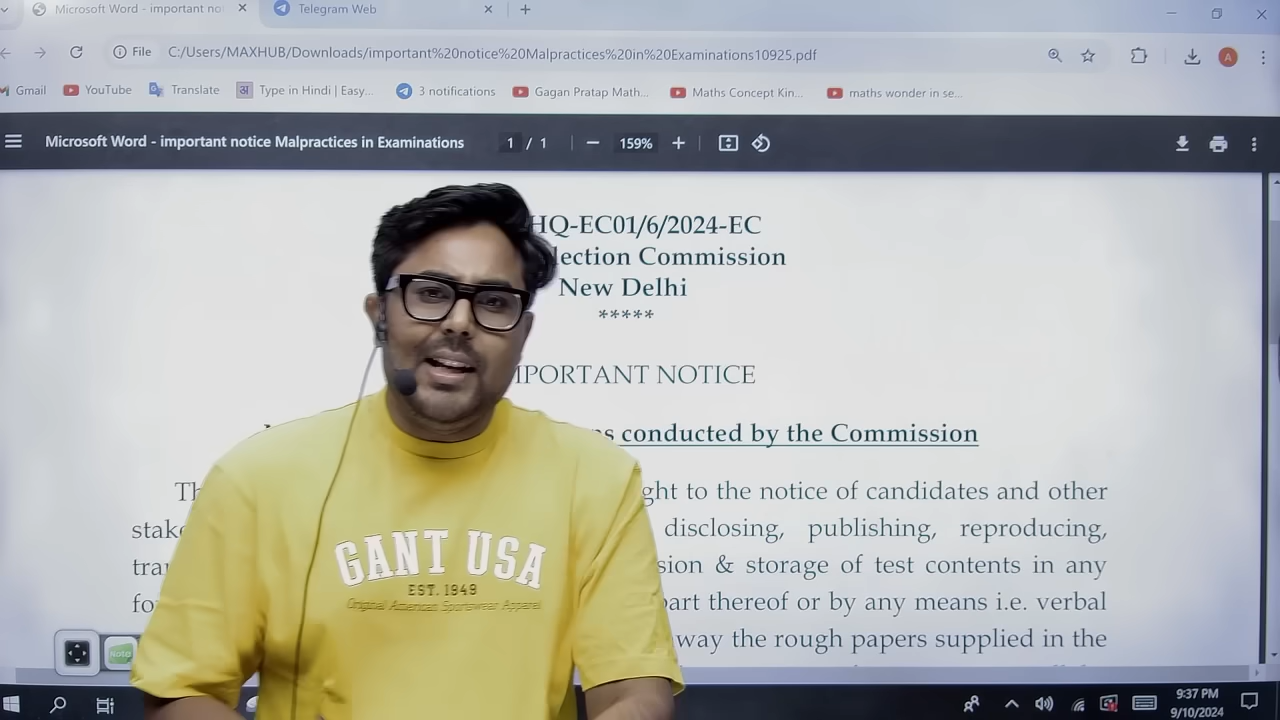 Microsoft Word - important no
Telegram Web
File C:/Users/MAXHUB/Downloads/important%20notice%20Malpractices%20in%20Examinations10925.pdf
A
Gmail YouTube Translate अ Type in Hindi | Easy... 3 notifications Gagan Pratap Math... Maths Concept Kin... maths wonder in se...
Microsoft Word - important notice Malpractices in Examinations 1 / 1 159%
HQ-EC01/6/2024-EC
lection Commission
New Delhi
*****
MPORTANT NOTICE
ns conducted by the Commission
Th ght to the notice of candidates and other
stake disclosing, publishing, reproducing,
tran sion & storage of test contents in any
fo part thereof or by any means i.e. verbal
way the rough papers supplied in the
GANT USA
EST. 1949
Original American Sportswear Apparel
Note
9:37 PM
9/10/2024